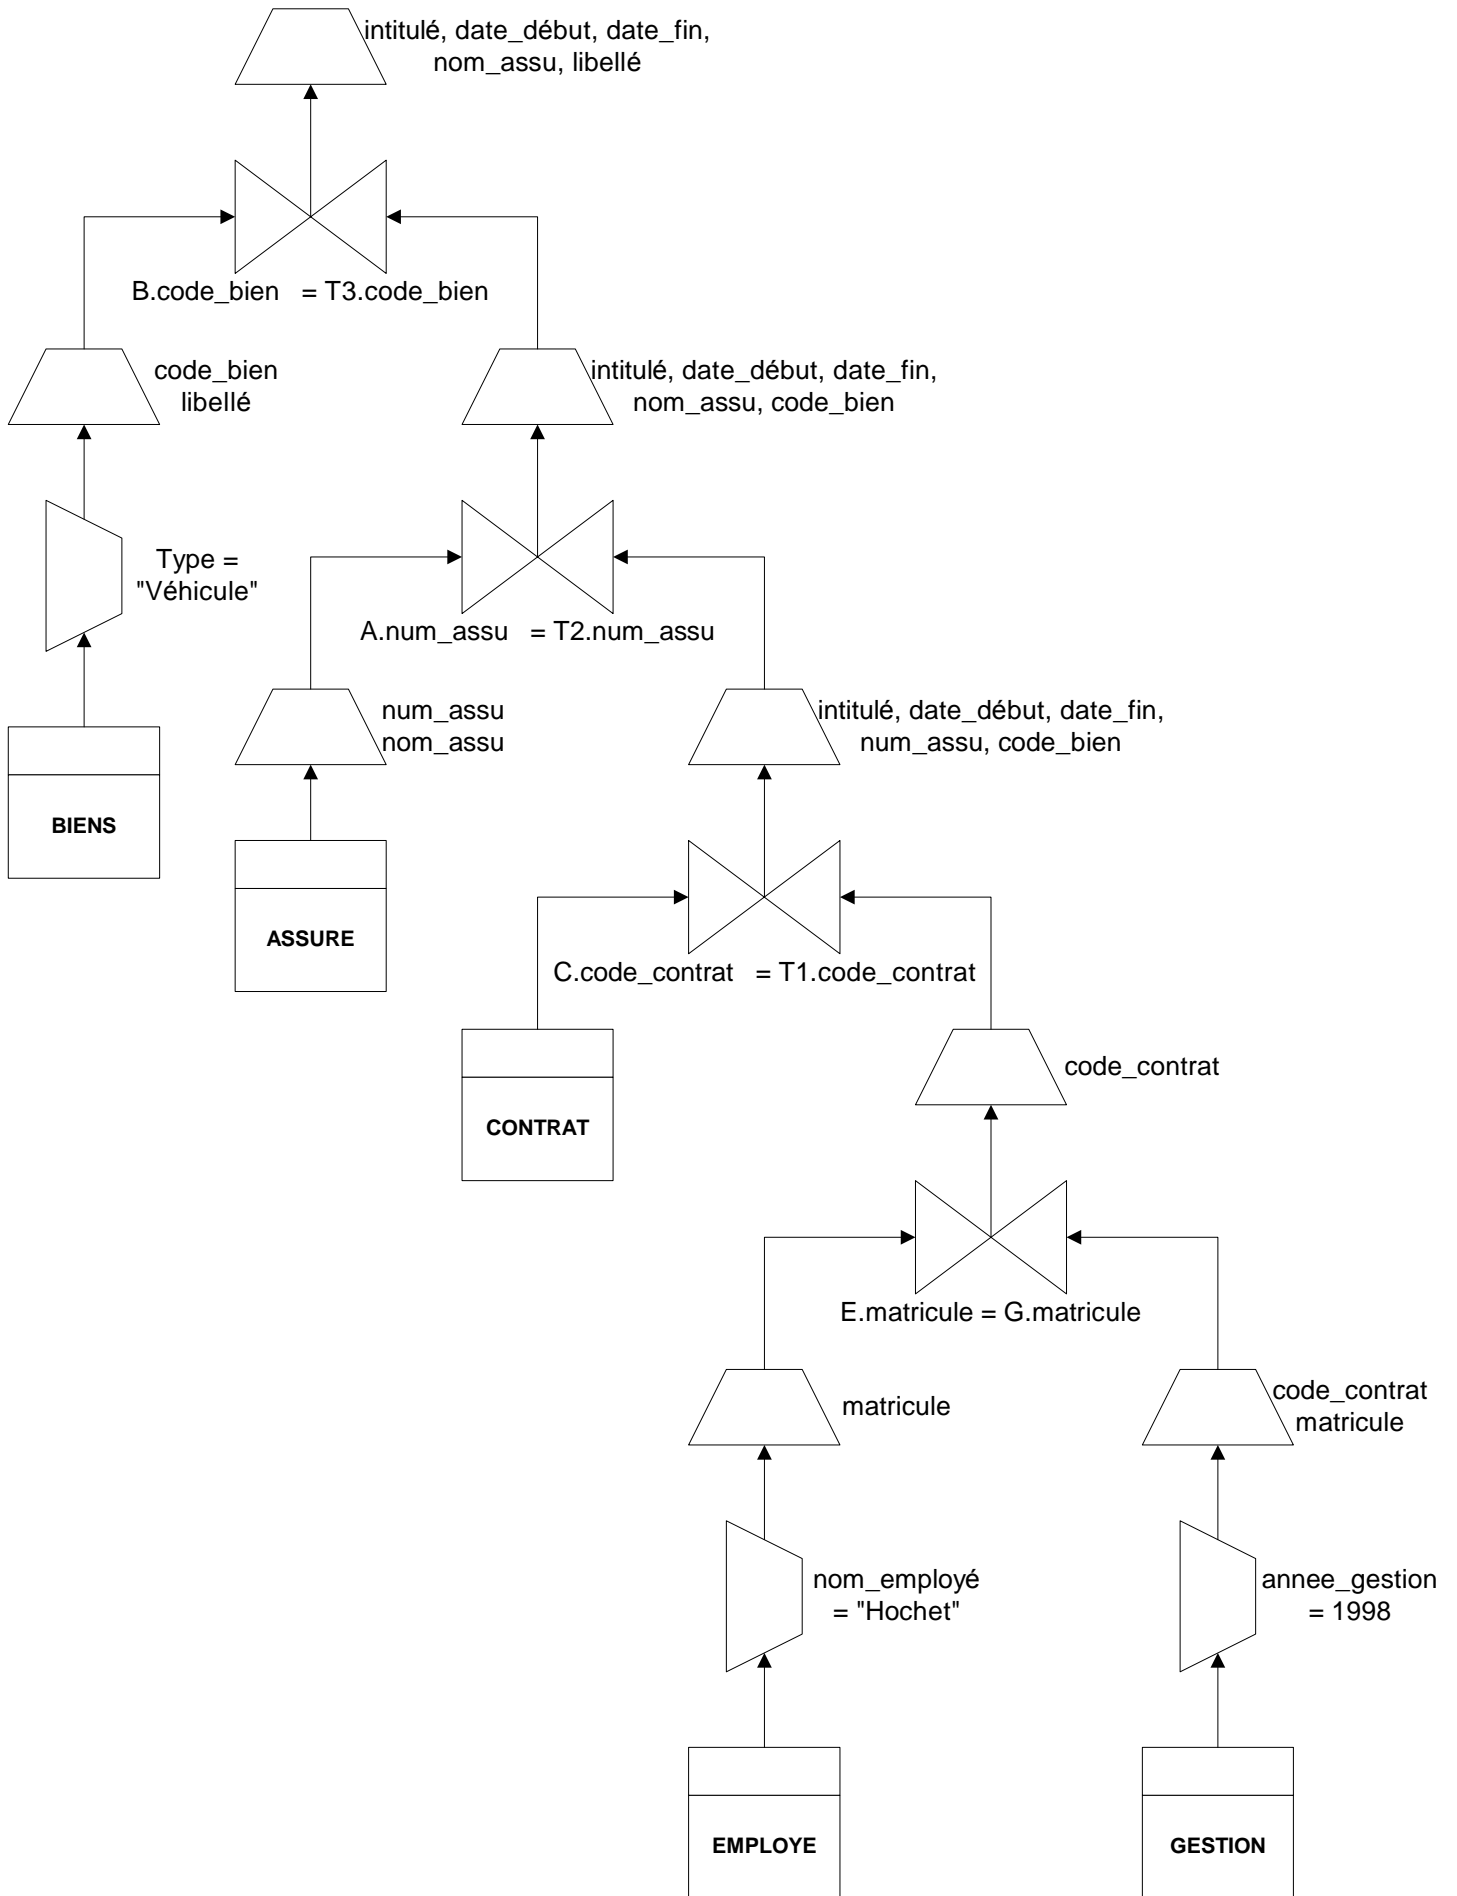 intitulé, date_début, date_fin,
nom_assu, libellé
B.code_bien = T3.code_bien
code_bien
libellé
intitulé, date_début, date_fin,
nom_assu, code_bien
Type =
"Véhicule"
A.num_assu = T2.num_assu
num_assu
nom_assu
intitulé, date_début, date_fin,
num_assu, code_bien
BIENS
ASSURE
C.code_contrat = T1.code_contrat
code_contrat
CONTRAT
E.matricule = G.matricule
matricule
code_contrat
matricule
nom_employé
= "Hochet"
annee_gestion
= 1998
EMPLOYE
GESTION